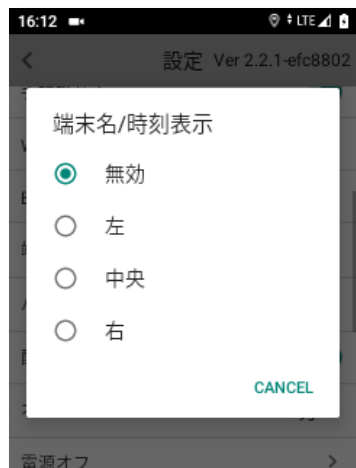 16:12 LTE
設定 Ver 2.2.1-efc8802
端末名/時刻表示
無効
左
中央
右
CANCEL
電源オフ